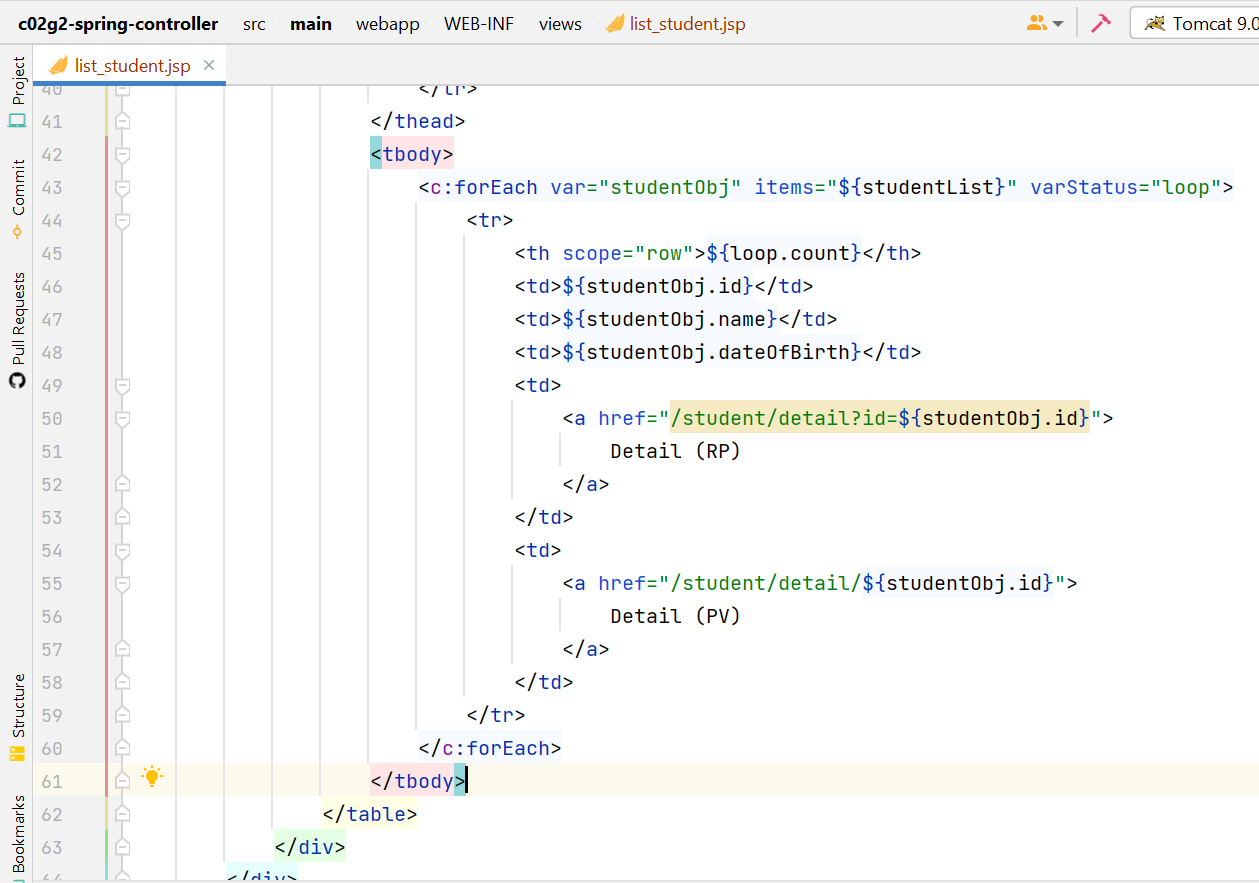 c02g2-spring-controller src main webapp WEB-INF views list_student.jsp Tomcat 9.0
list_student.jsp
Project
Commit
Pull Requests
Structure
Bookmarks
40 </tr>
41 </thead>
42 <tbody>
43 <c:forEach var="studentObj" items="${studentList}" varStatus="loop">
44 <tr>
45 <th scope="row">${loop.count}</th>
46 <td>${studentObj.id}</td>
47 <td>${studentObj.name}</td>
48 <td>${studentObj.dateOfBirth}</td>
49 <td>
50 <a href="/student/detail?id=${studentObj.id}">
51 Detail (RP)
52 </a>
53 </td>
54 <td>
55 <a href="/student/detail/${studentObj.id}">
56 Detail (PV)
57 </a>
58 </td>
59 </tr>
60 </c:forEach>
61 </tbody>
62 </table>
63 </div>
64 </div>